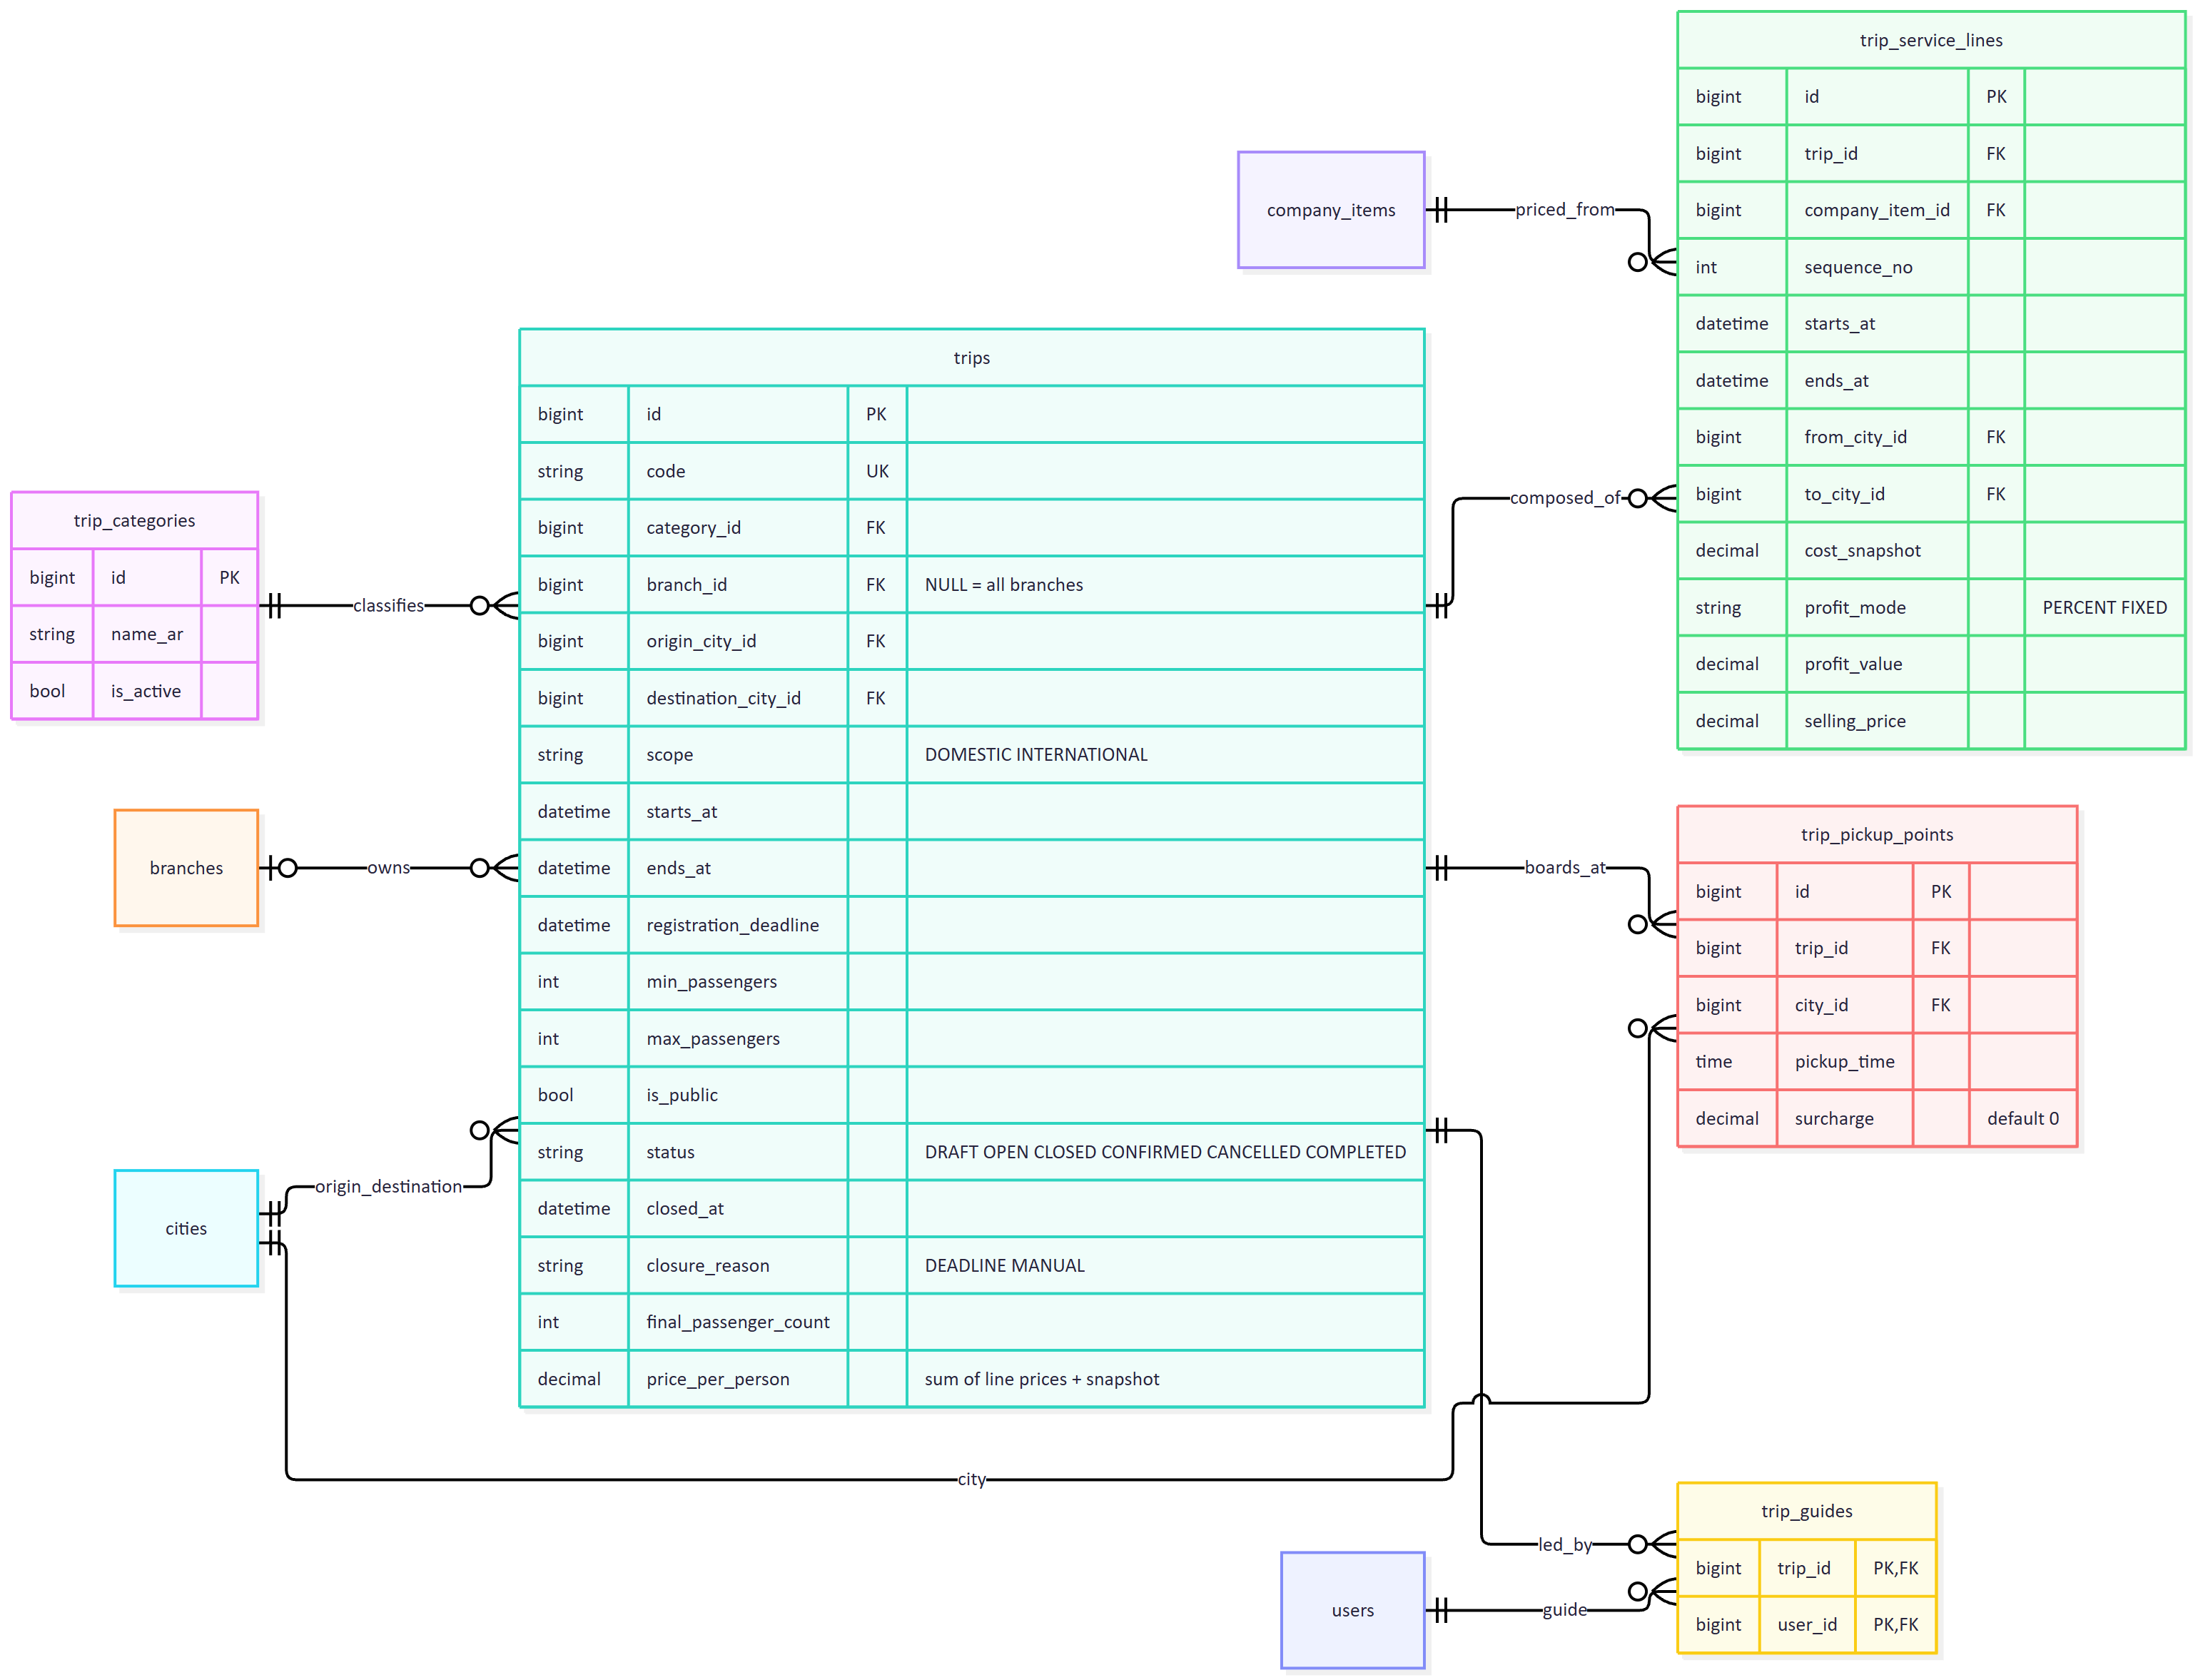 trip_service_lines
bigint id PK
bigint trip_id FK
bigint company_item_id FK
int sequence_no
datetime starts_at
datetime ends_at
bigint from_city_id FK
bigint to_city_id FK
decimal cost_snapshot
string profit_mode PERCENT FIXED
decimal profit_value
decimal selling_price
company_items
priced_from
trips
bigint id PK
string code UK
bigint category_id FK
bigint branch_id FK NULL = all branches
bigint origin_city_id FK
bigint destination_city_id FK
string scope DOMESTIC INTERNATIONAL
datetime starts_at
datetime ends_at
datetime registration_deadline
int min_passengers
int max_passengers
bool is_public
string status DRAFT OPEN CLOSED CONFIRMED CANCELLED COMPLETED
datetime closed_at
string closure_reason DEADLINE MANUAL
int final_passenger_count
decimal price_per_person sum of line prices + snapshot
composed_of
trip_categories
bigint id PK
string name_ar
bool is_active
classifies
branches
owns
boards_at
trip_pickup_points
bigint id PK
bigint trip_id FK
bigint city_id FK
time pickup_time
decimal surcharge default 0
cities
origin_destination
city
led_by
trip_guides
bigint trip_id PK,FK
bigint user_id PK,FK
users
guide